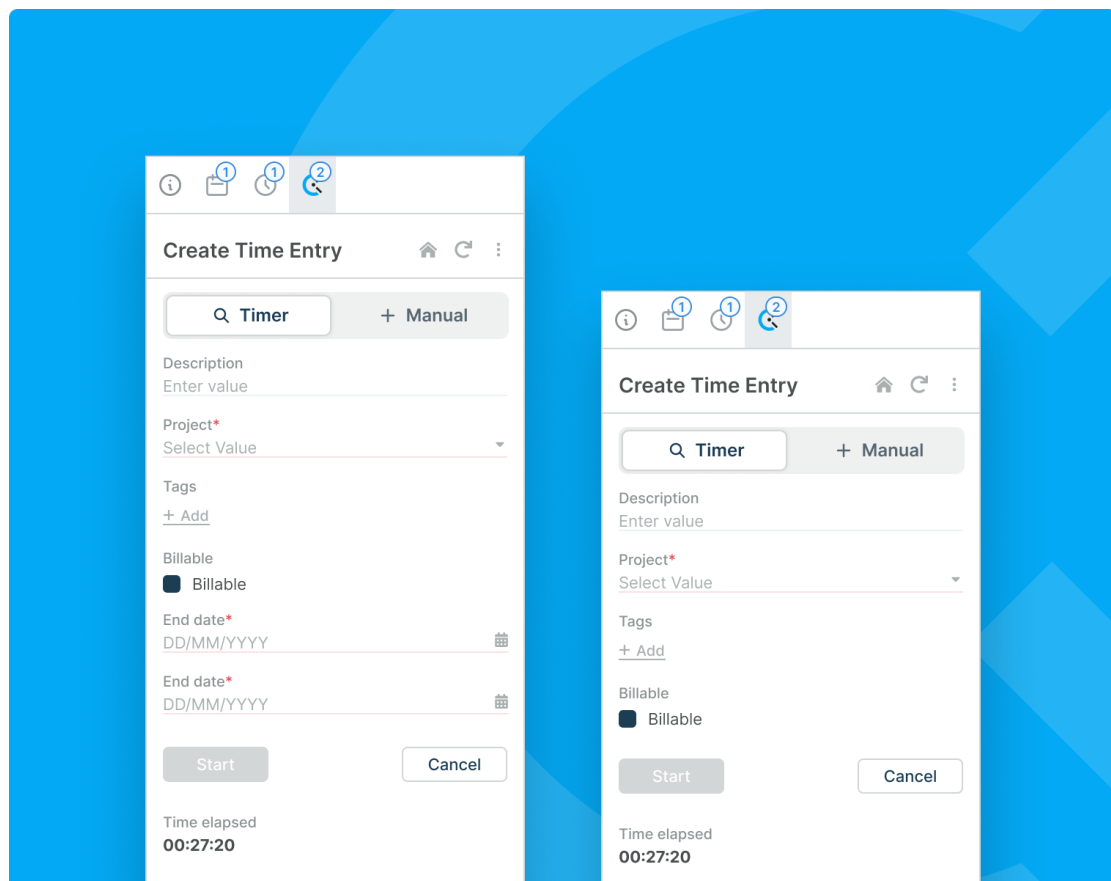 1 1 2
Create Time Entry
Timer + Manual
Description
Enter value
Project*
Select Value
Tags
+ Add
Billable
Billable
End date*
DD/MM/YYYY
End date*
DD/MM/YYYY
Start Cancel
Time elapsed
00:27:20
1 1 2
Create Time Entry
Timer + Manual
Description
Enter value
Project*
Select Value
Tags
+ Add
Billable
Billable
Start Cancel
Time elapsed
00:27:20